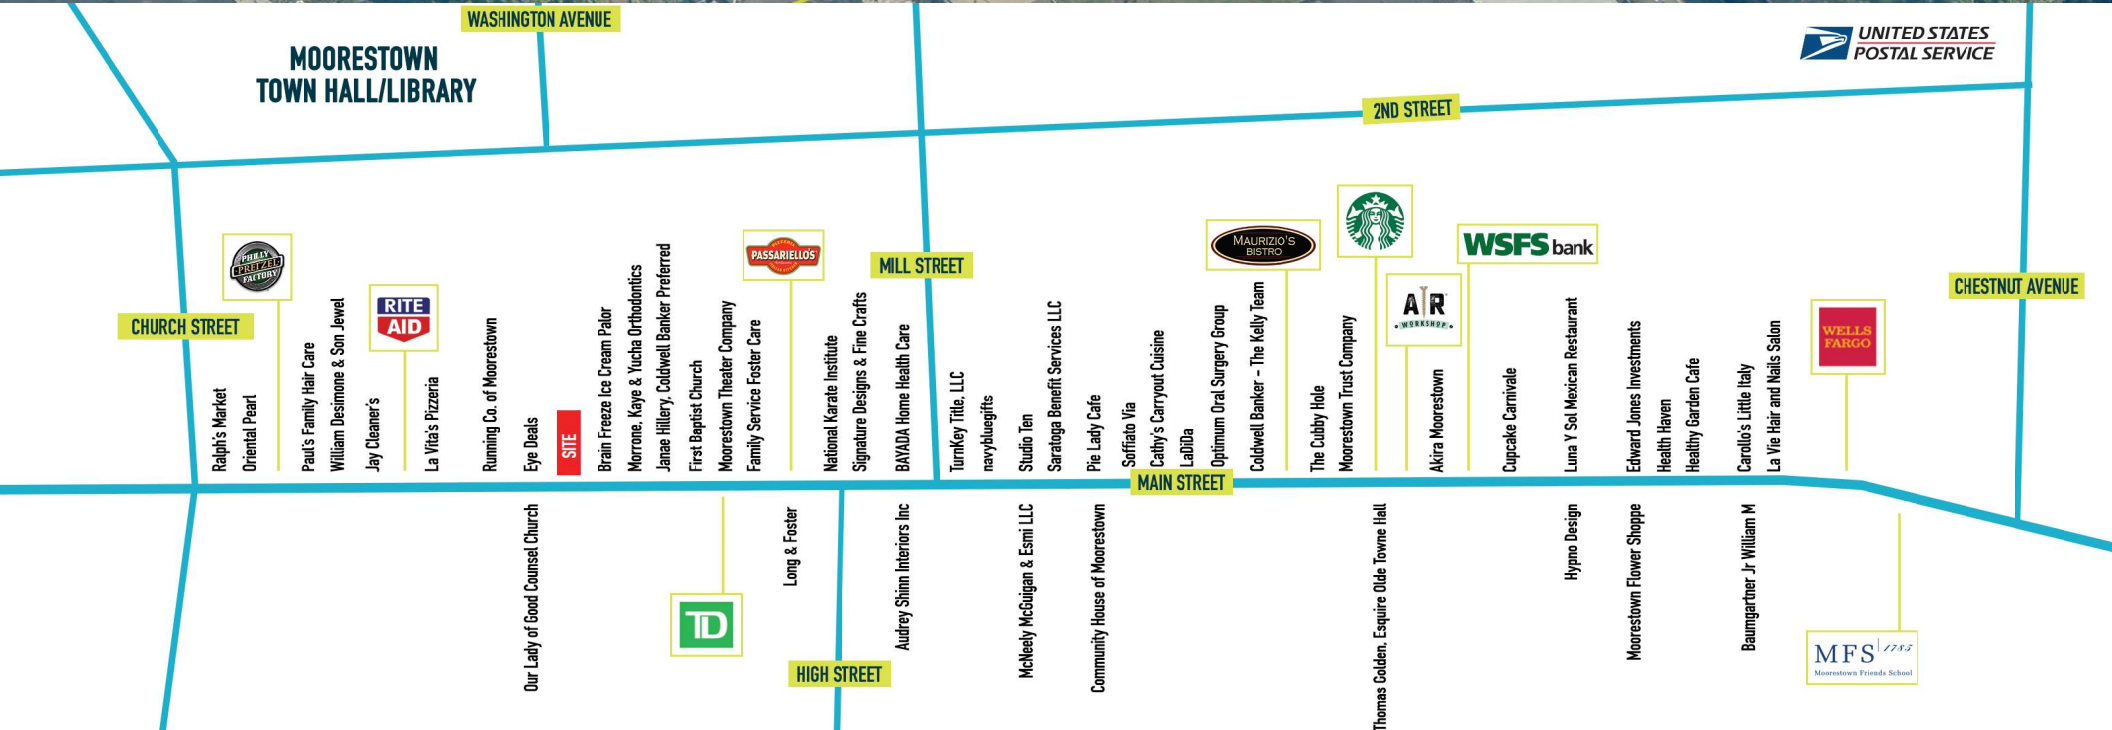 WASHINGTON AVENUE
MOORESTOWN
TOWN HALL/LIBRARY
UNITED STATES
POSTAL SERVICE
2ND STREET
CHURCH STREET
MILL STREET
CHESTNUT AVENUE
Ralph's Market
Oriental Pearl
PHILLY
PRETZEL
FACTORY
Paul's Family Hair Care
William Desimone & Son Jewel
Jay Cleaner's
RITE
AID
La Vita's Pizzeria
Running Co. of Moorestown
Eye Deals
SITE
Brain Freeze Ice Cream Palor
Morrone, Kaye & Yucha Orthodontics
Janae Hillery, Coldwell Banker Preferred
First Baptist Church
Moorestown Theater Company
Family Service Foster Care
PASSARIELLO'S
National Karate Institute
Signature Designs & Fine Crafts
BAYADA Home Health Care
TurnKey Title, LLC
navybluegifts
Studio Ten
Saratoga Benefit Services LLC
Pie Lady Cafe
Soffiato Via
Cathy's Carryout Cuisine
LaDiDa
Optimum Oral Surgery Group
Coldwell Banker – The Kelly Team
MAURIZIO'S
BISTRO
The Cubby Hole
Moorestown Trust Company
AR
WORKSHOP
Akira Moorestown
WSFS bank
Cupcake Carnivale
Luna Y Sol Mexican Restaurant
Edward Jones Investments
Health Haven
Healthy Garden Cafe
Carollo's Little Italy
La Vie Hair and Nails Salon
WELLS
FARGO
MAIN STREET
Our Lady of Good Counsel Church
TD
Long & Foster
HIGH STREET
Audrey Shinn Interiors Inc
McNeely McGuigan & Esmi LLC
Community House of Moorestown
Thomas Golden, Esquire Olde Towne Hall
Hypno Design
Moorestown Flower Shoppe
Baumgartner Jr William M
MFS 1785
Moorestown Friends School